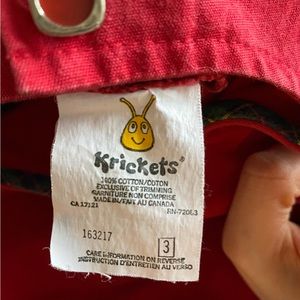 Krickets
100% COTTON/COTON
EXCLUSIVE OF TRIMMING
GARNITURE NON COMPRISE
MADE IN/FAIT AU CANADA
CA 17121 RN-72083
163217 3
CARE INFORMATION ON REVERSE
INSTRUCTION D'ENTRETIEN AU VERSO